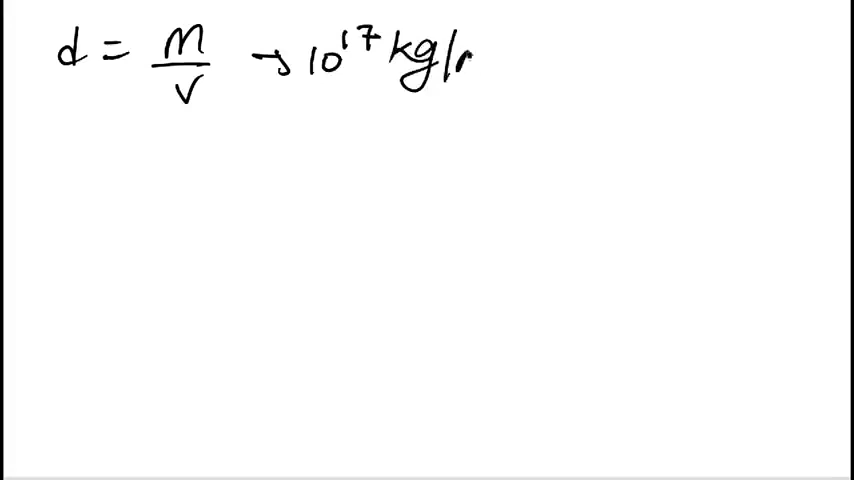 d = m/v → 10¹⁷ kg/